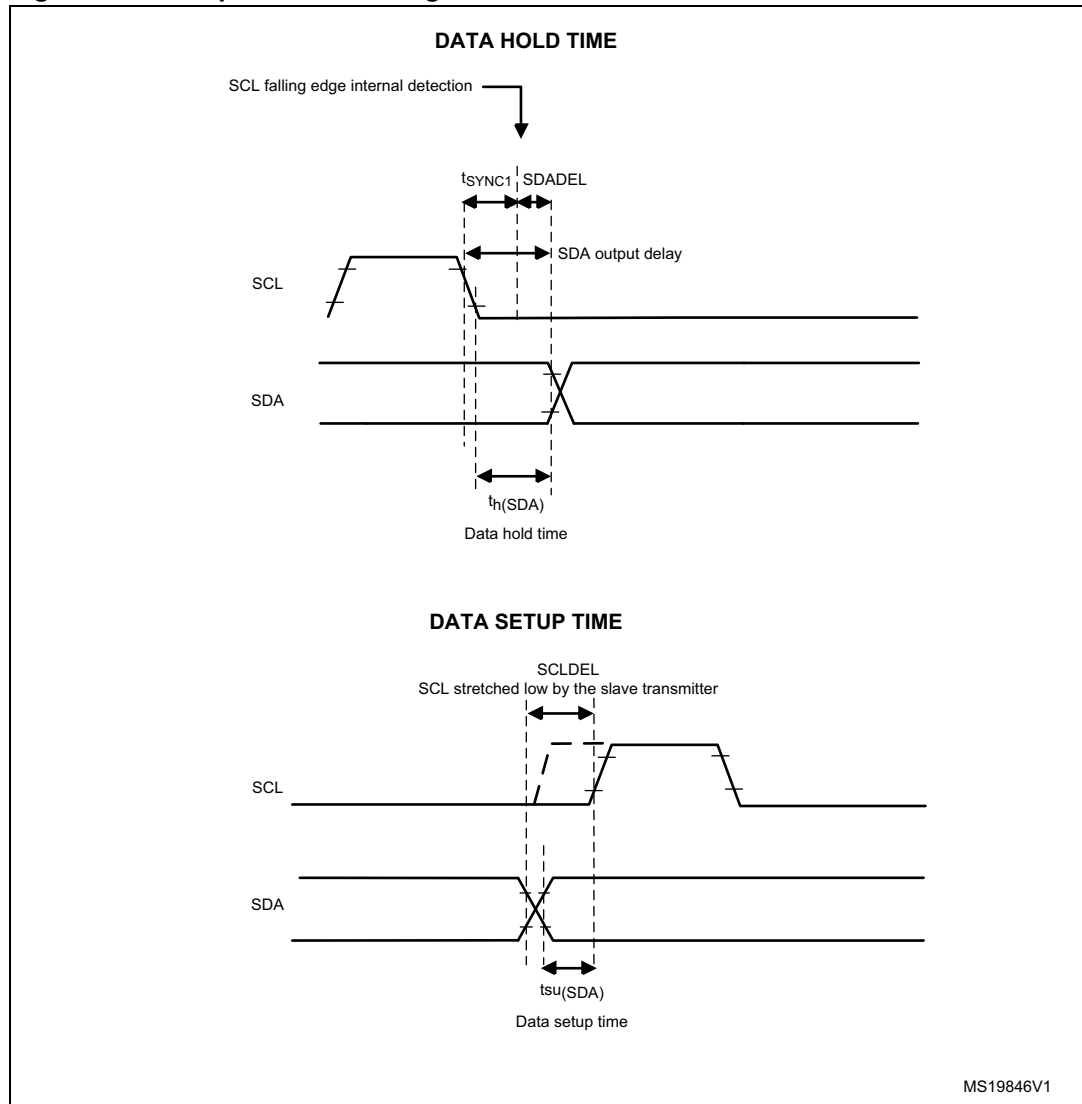 DATA HOLD TIME
SCL falling edge internal detection
tSYNC1 SDADEL
SDA output delay
SCL
SDA
th(SDA)
Data hold time
DATA SETUP TIME
SCLDEL
SCL stretched low by the slave transmitter
SCL
SDA
tsu(SDA)
Data setup time
MS19846V1